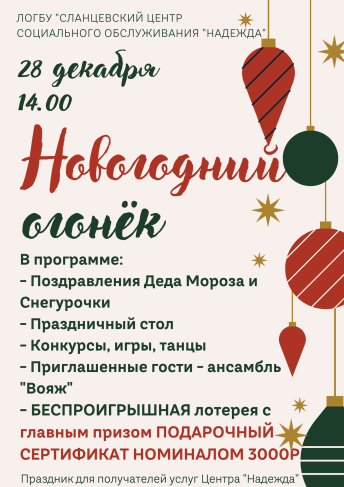 ЛОГБУ "СЛАНЦЕВСКИЙ ЦЕНТР
СОЦИАЛЬНОГО ОБСЛУЖИВАНИЯ "НАДЕЖДА"
28 декабря
14.00
Новогодний
огонёк
В программе:
- Поздравления Деда Мороза и
Снегурочки
- Праздничный стол
- Конкурсы, игры, танцы
- Приглашенные гости - ансамбль
"Вояж"
- БЕСПРОИГРЫШНАЯ лотерея с
главным призом ПОДАРОЧНЫЙ
СЕРТИФИКАТ НОМИНАЛОМ 3000Р
Праздник для получателей услуг Центра "Надежда"